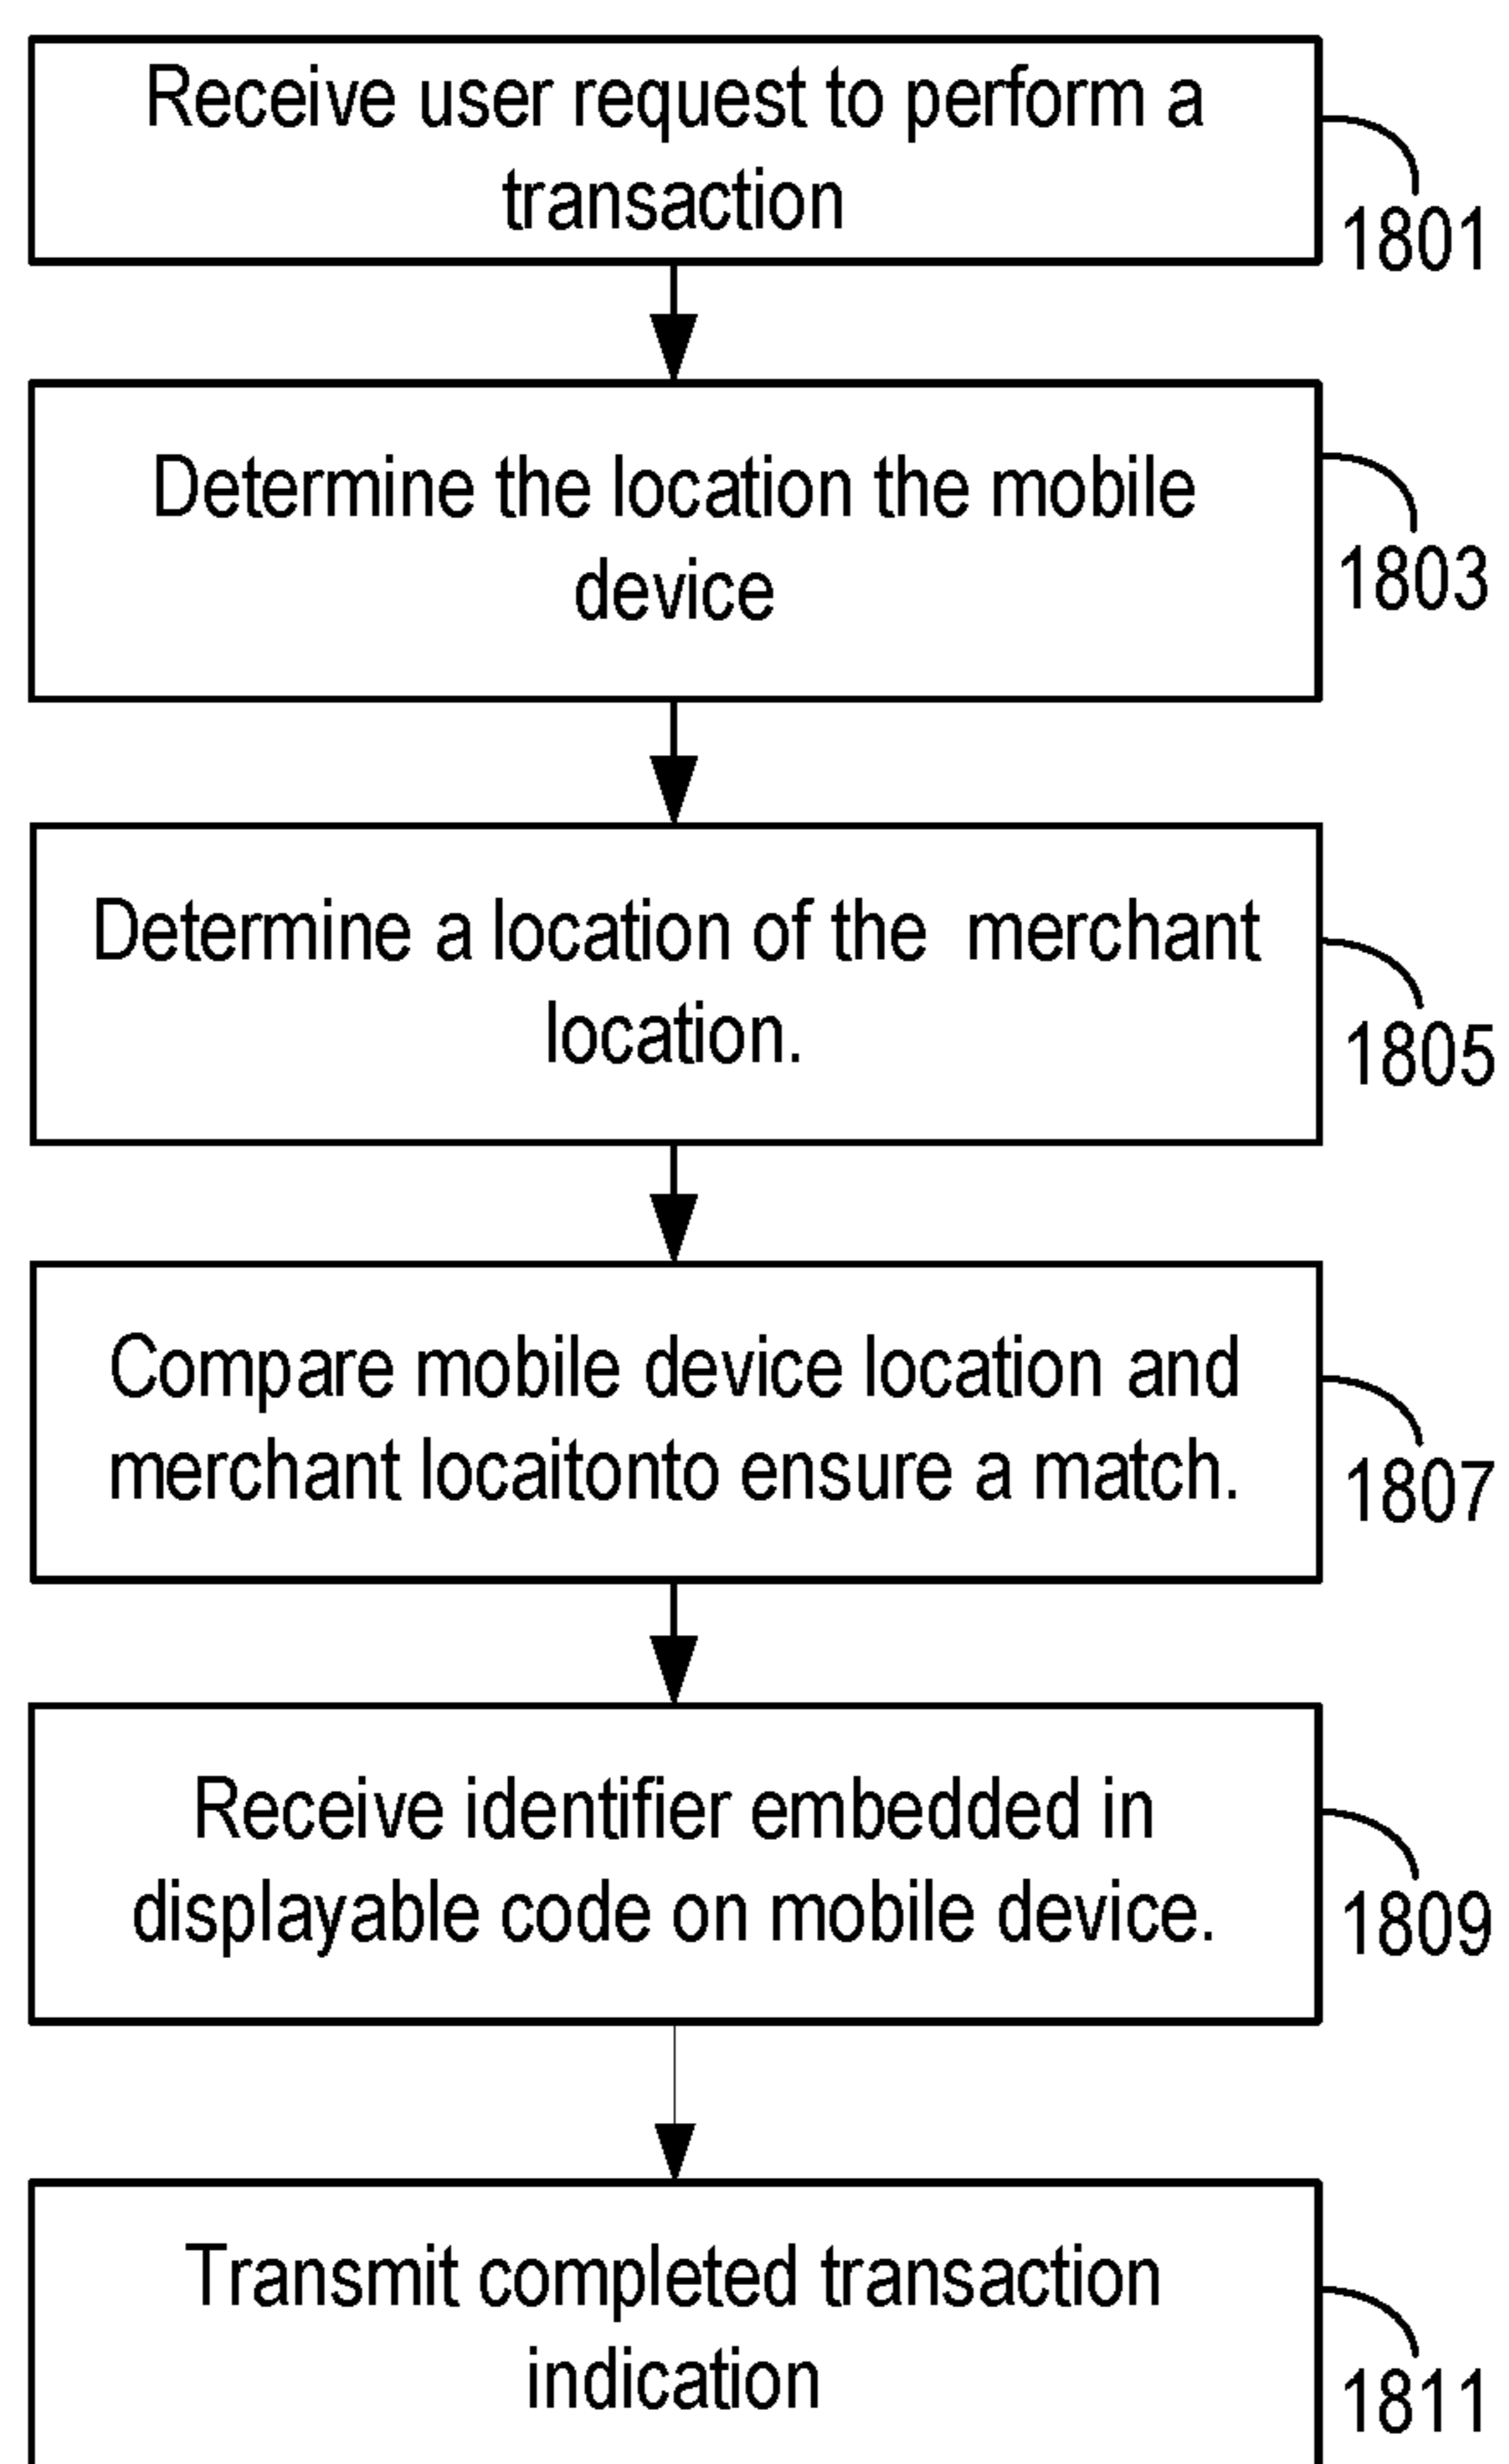 Receive user request to perform a
transaction
1801
Determine the location the mobile
device
1803
Determine a location of the merchant
location.
1805
Compare mobile device location and
merchant locaitonto ensure a match.
1807
Receive identifier embedded in
displayable code on mobile device.
1809
Transmit completed transaction
indication
1811